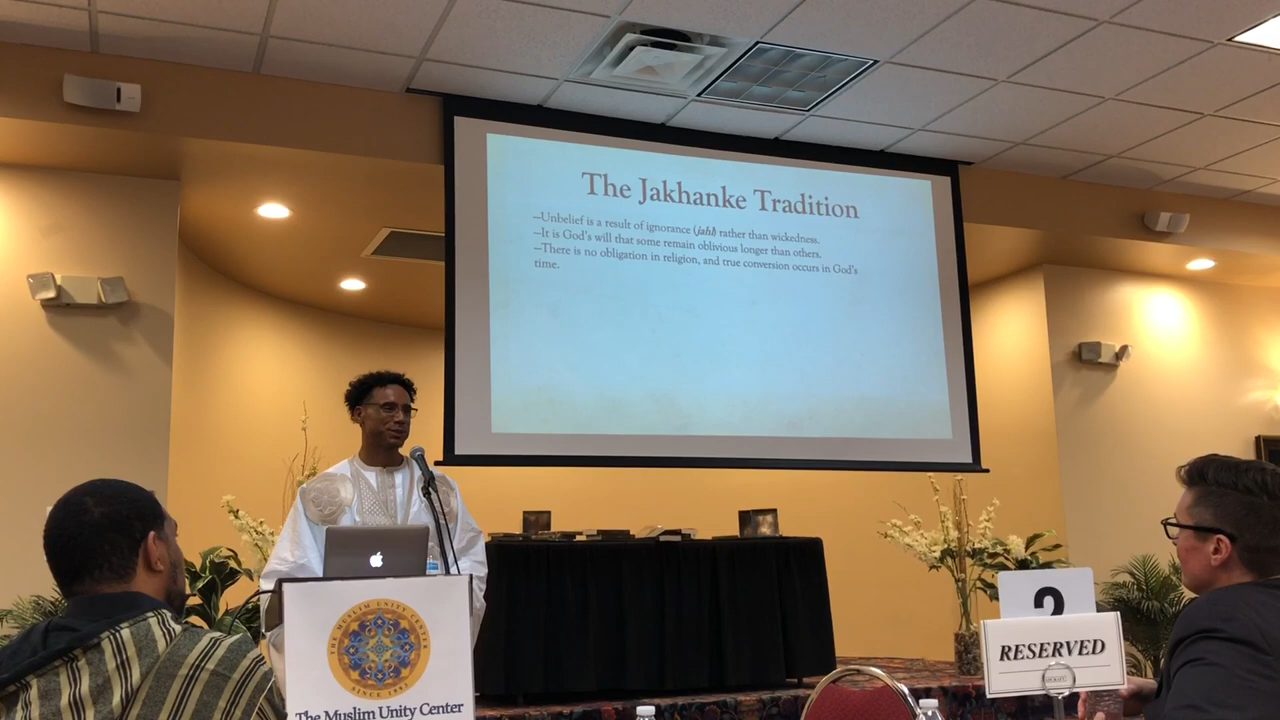 The Jakhanke Tradition
–Unbelief is a result of ignorance (jahl) rather than wickedness.
–It is God's will that some remain oblivious longer than others.
–There is no obligation in religion, and true conversion occurs in God's
time.
THE MUSLIM UNITY CENTER
SINCE 1993
The Muslim Unity Center
2
RESERVED